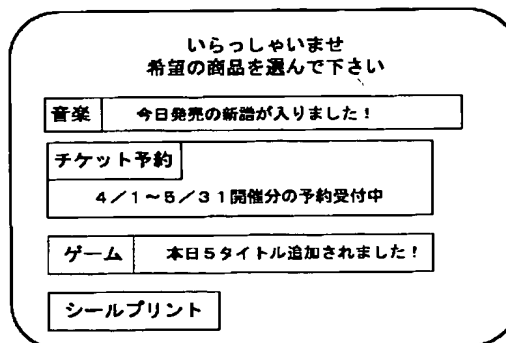 いらっしゃいませ
希望の商品を選んで下さい
音楽 今日発売の新譜が入りました!
チケット予約
4/1~5/31開催分の予約受付中
ゲーム 本日5タイトル追加されました!
シールプリント